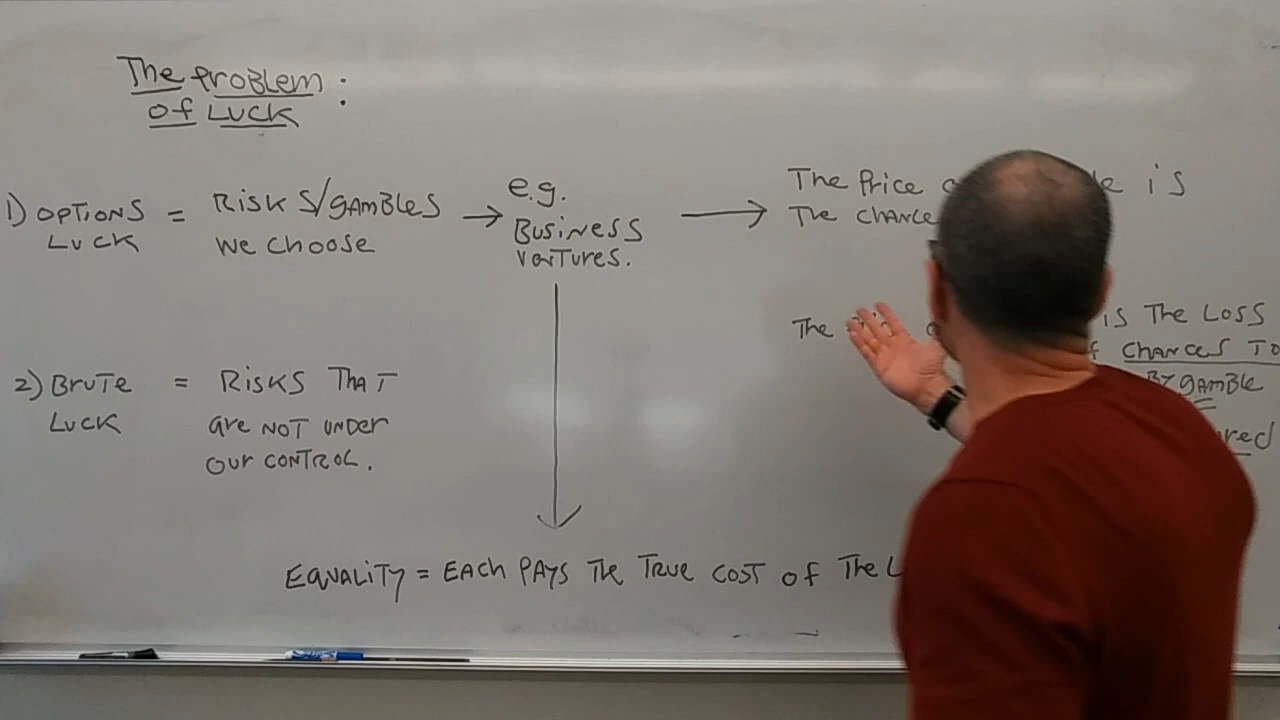 The Problem :
of LUCK
1) OPTIONS = RISKS/GAMBLES → e.g.
LUCK we choose BUSINESS
VENTURES.
The Price is
The CHANCE
The is The LOSS
CHANCES TO
BY GAMBLE
2) BRUTE = RISKS THAT
LUCK are NOT UNDER
OUR CONTROL.
EQUALITY = EACH PAYS The TRUE COST of The